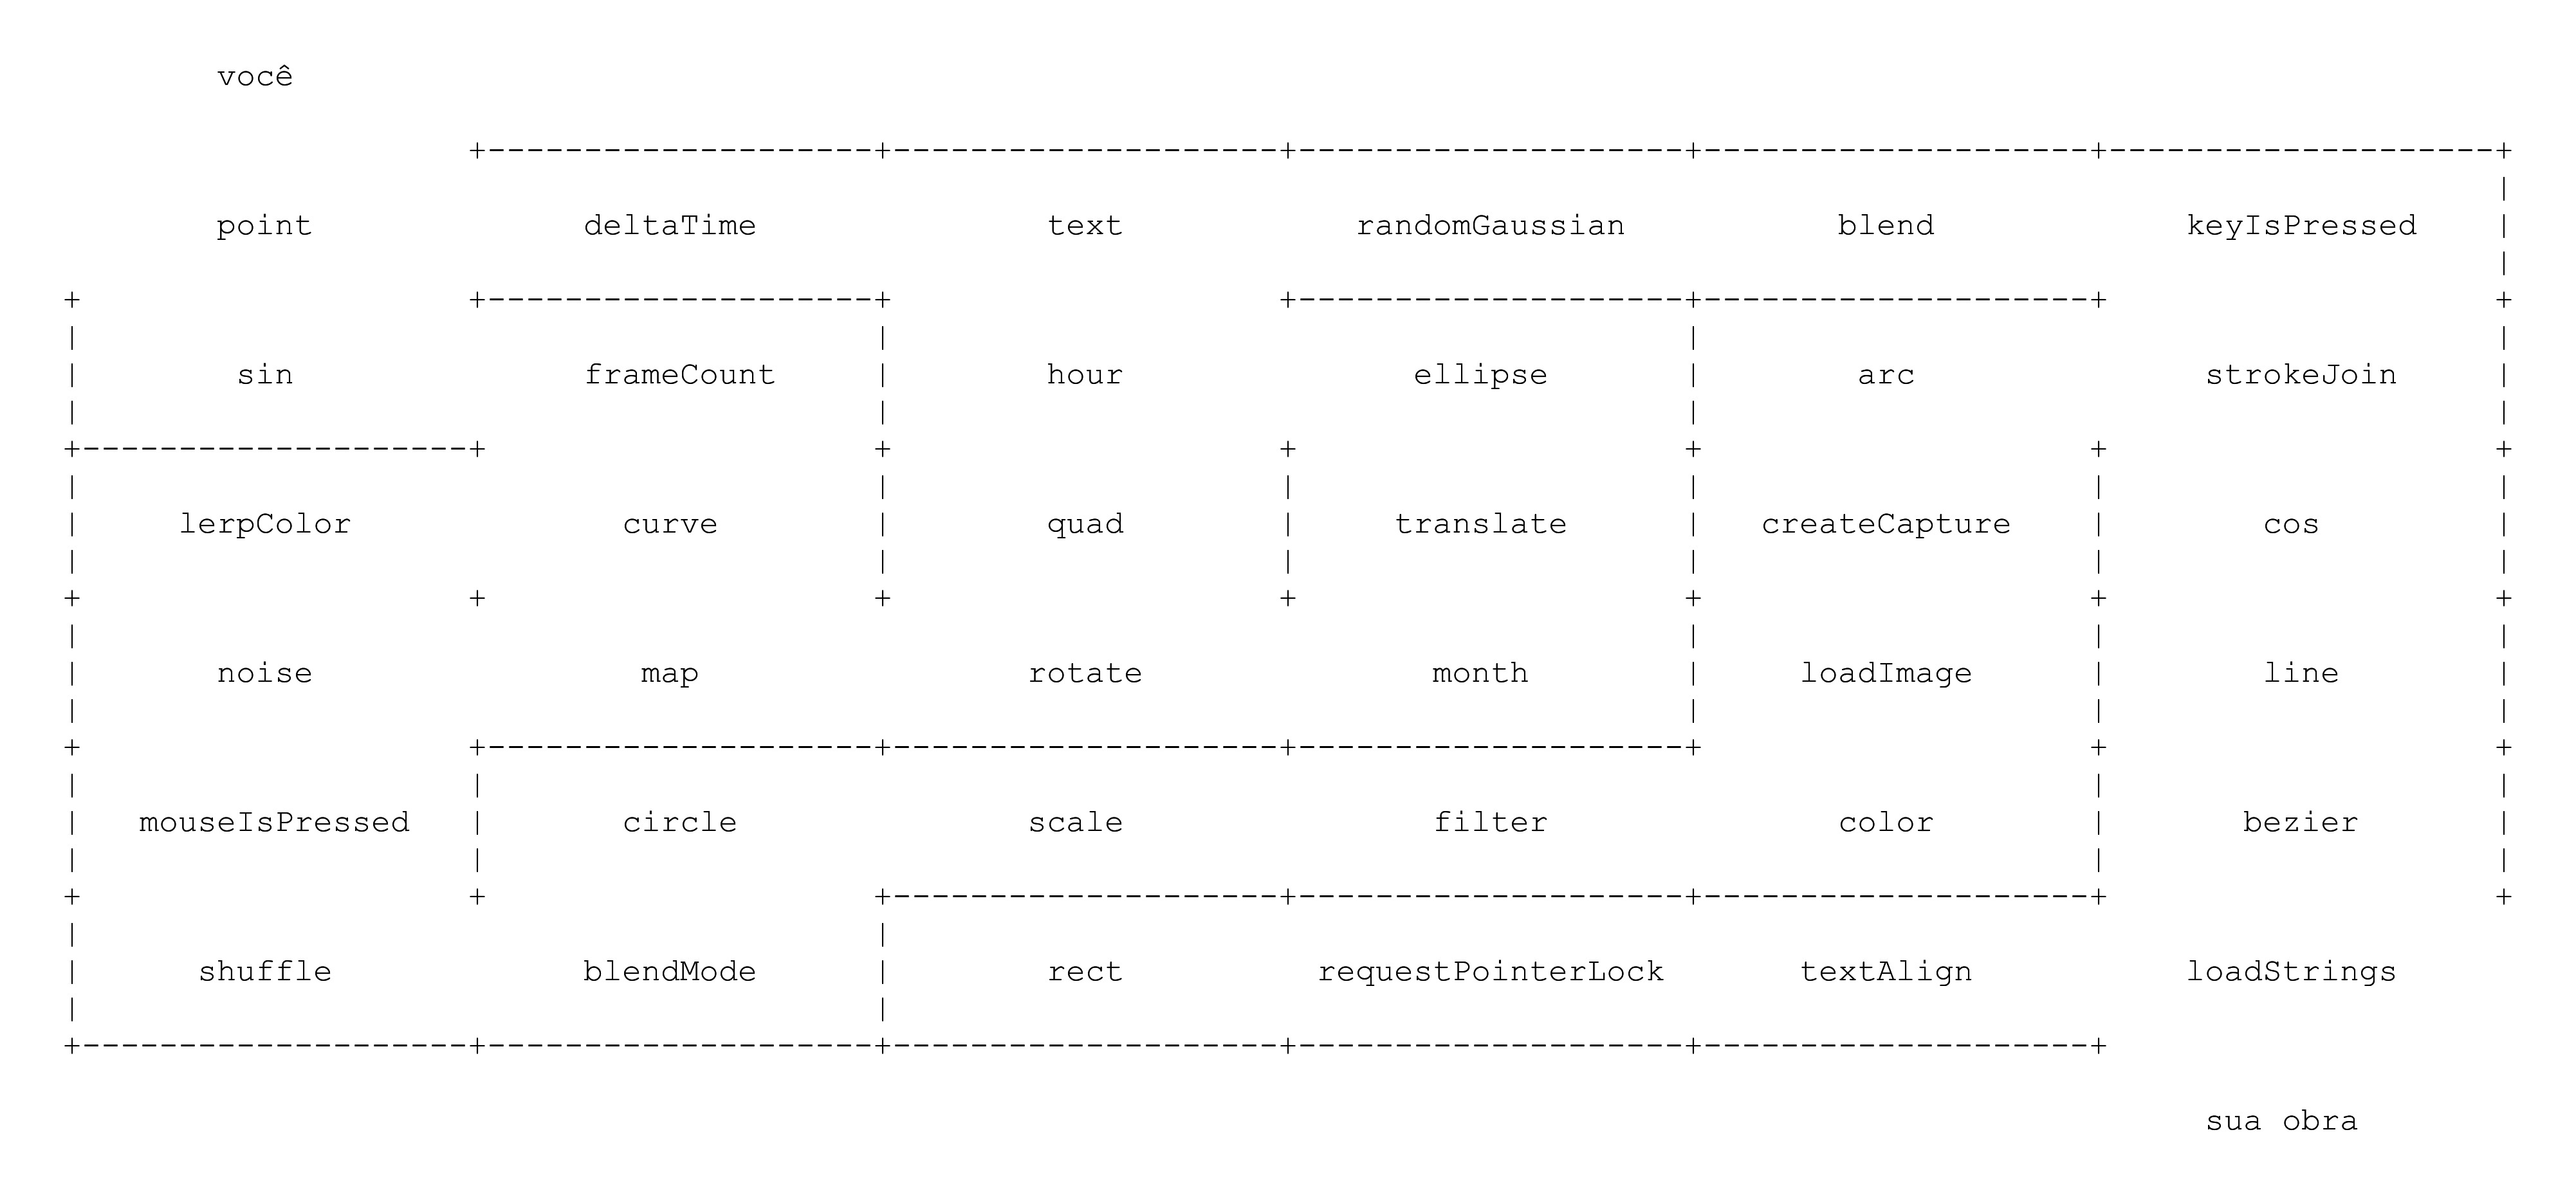 você
point deltaTime text randomGaussian blend keyIsPressed
sin frameCount hour ellipse arc strokeJoin
lerpColor curve quad translate createCapture cos
noise map rotate month loadImage line
mouseIsPressed circle scale filter color bezier
shuffle blendMode rect requestPointerLock textAlign loadStrings
sua obra